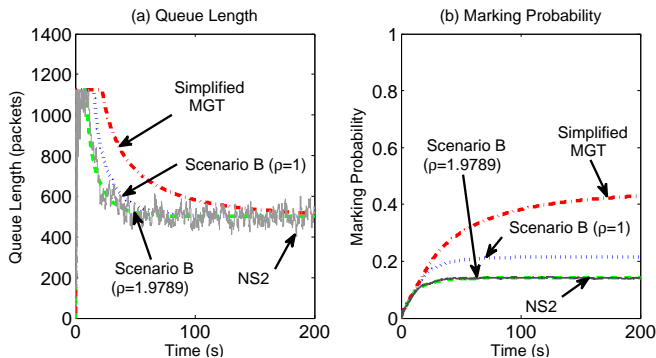 (a) Queue Length
Queue Length (packets)
1400
1200
1000
800
600
400
200
0
0
100
200
Time (s)
Simplified
MGT
Scenario B (ρ=1)
Scenario B
(ρ=1.9789)
NS2
(b) Marking Probability
Marking Probability
1
0.8
0.6
0.4
0.2
0
0
100
200
Time (s)
Simplified
MGT
Scenario B
(ρ=1.9789)
Scenario B (ρ=1)
NS2